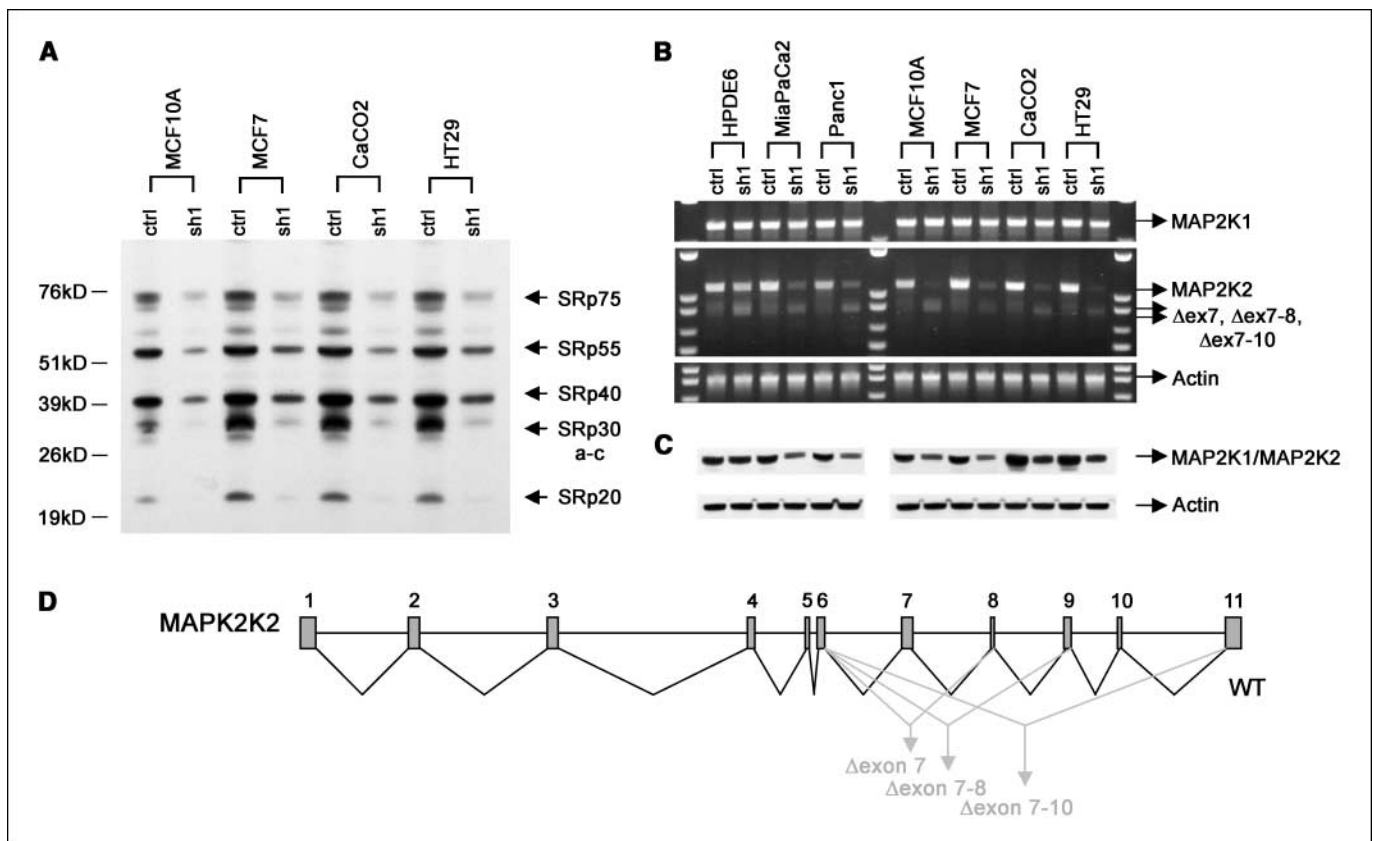 A
MCF10A
MCF7
CaCO2
HT29
ctrl
sh1
ctrl
sh1
ctrl
sh1
ctrl
sh1
76kD
51kD
39kD
26kD
19kD
SRp75
SRp55
SRp40
SRp30
a-c
SRp20
B
HPDE6
MiaPaCa2
Panc1
MCF10A
MCF7
CaCO2
HT29
ctrl
sh1
ctrl
sh1
ctrl
sh1
ctrl
sh1
ctrl
sh1
ctrl
sh1
ctrl
sh1
MAP2K1
MAP2K2
Δex7, Δex7-8,
Δex7-10
Actin
C
MAP2K1/MAP2K2
Actin
D
MAPK2K2
1 2 3 4 5 6 7 8 9 10 11
WT
Δexon 7
Δexon 7-8
Δexon 7-10